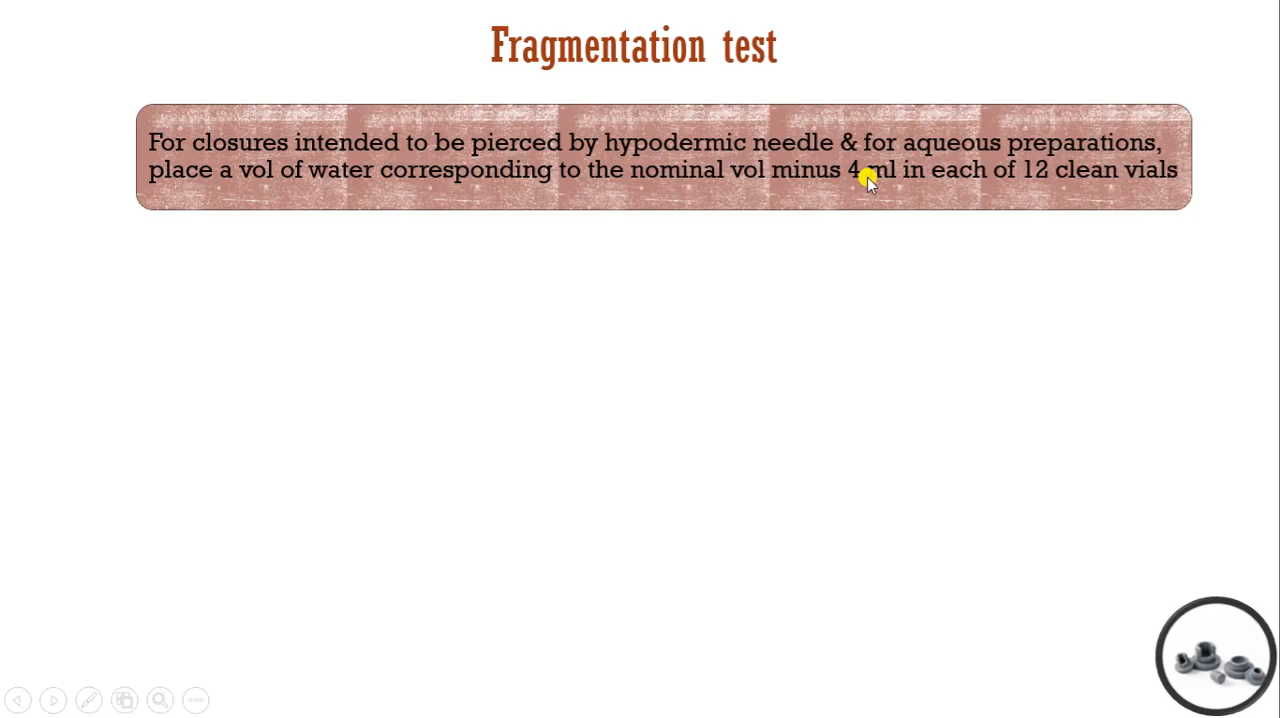 Fragmentation test
For closures intended to be pierced by hypodermic needle & for aqueous preparations,
place a vol of water corresponding to the nominal vol minus 4 ml in each of 12 clean vials